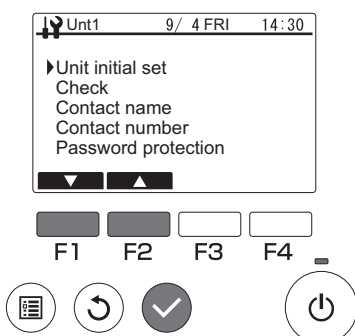 Unt1 9/ 4 FRI 14:30
Unit initial set
Check
Contact name
Contact number
Password protection
F1 F2 F3 F4